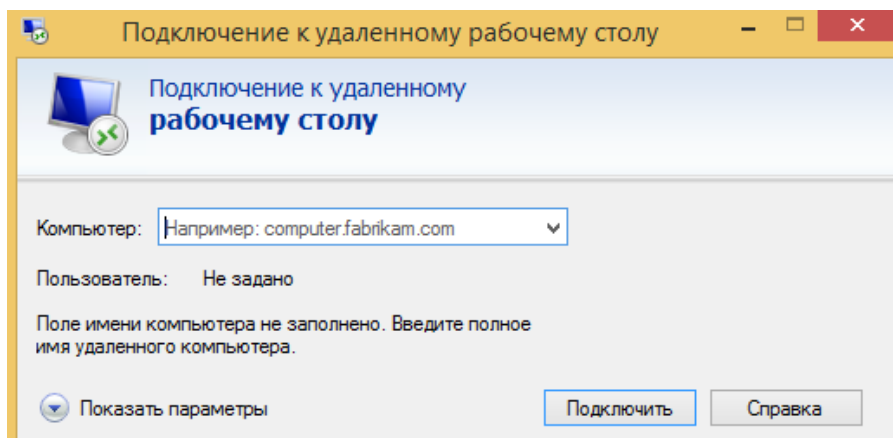 Подключение к удаленному рабочему столу
Подключение к удаленному
рабочему столу
Компьютер: Например: computer.fabrikam.com
Пользователь: Не задано
Поле имени компьютера не заполнено. Введите полное
имя удаленного компьютера.
Показать параметры Подключить Справка